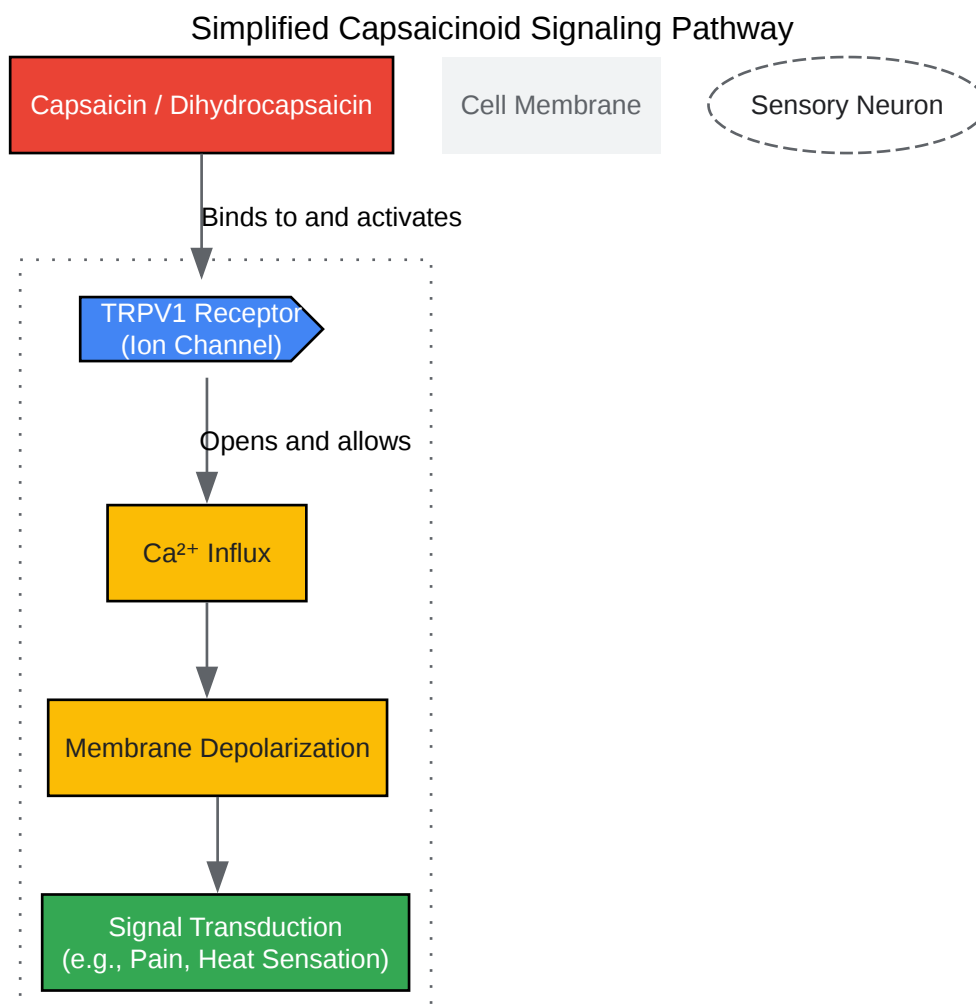 Simplified Capsaicinoid Signaling Pathway
Capsaicin / Dihydrocapsaicin
Cell Membrane
Sensory Neuron
Binds to and activates
TRPV1 Receptor
(Ion Channel)
Opens and allows
Ca²⁺ Influx
Membrane Depolarization
Signal Transduction
(e.g., Pain, Heat Sensation)